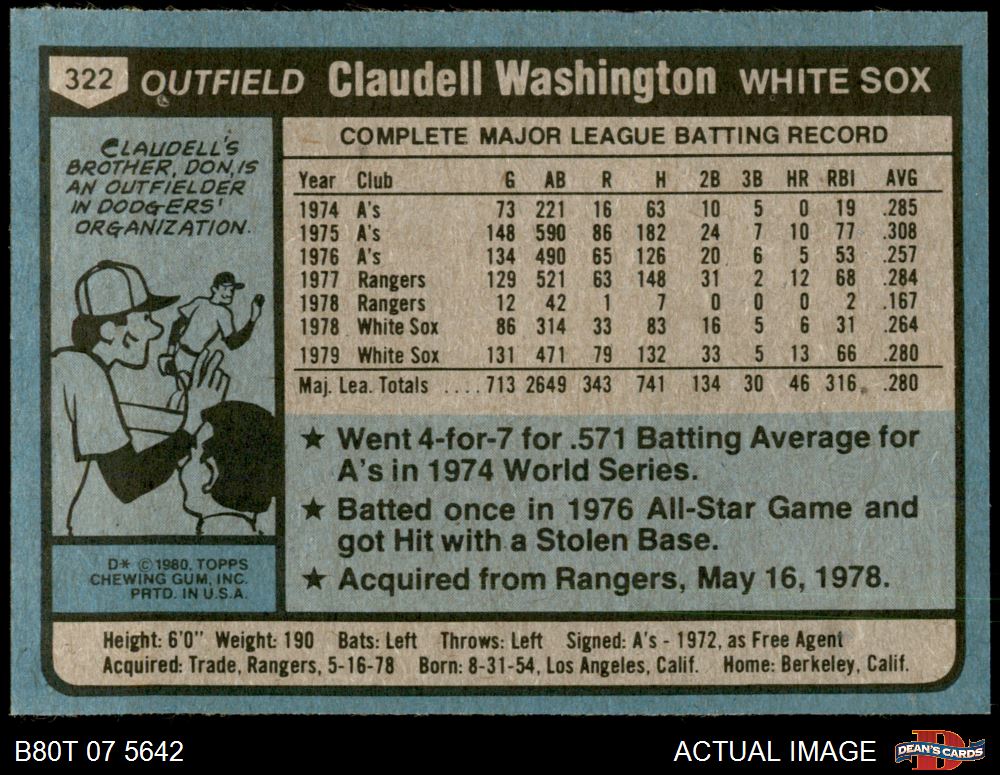 322 OUTFIELD Claudell Washington WHITE SOX
CLAUDELL'S
BROTHER, DON, IS
AN OUTFIELDER
IN DODGERS'
ORGANIZATION.
COMPLETE MAJOR LEAGUE BATTING RECORD
Year Club G AB R H 2B 3B HR RBI AVG
1974 A's 73 221 16 63 10 5 0 19 .285
1975 A's 148 590 86 182 24 7 10 77 .308
1976 A's 134 490 65 126 20 6 5 53 .257
1977 Rangers 129 521 63 148 31 2 12 68 .284
1978 Rangers 12 42 1 7 0 0 0 2 .167
1978 White Sox 86 314 33 83 16 5 6 31 .264
1979 White Sox 131 471 79 132 33 5 13 66 .280
Maj. Lea. Totals ....713 2649 343 741 134 30 46 316 .280
★ Went 4-for-7 for .571 Batting Average for
A's in 1974 World Series.
★ Batted once in 1976 All-Star Game and
got Hit with a Stolen Base.
★ Acquired from Rangers, May 16, 1978.
D* © 1980, TOPPS
CHEWING GUM, INC.
PRTD. IN U.S.A.
Height: 6'0" Weight: 190 Bats: Left Throws: Left Signed: A's - 1972, as Free Agent
Acquired: Trade, Rangers, 5-16-78 Born: 8-31-54, Los Angeles, Calif. Home: Berkeley, Calif.
B80T 07 5642 ACTUAL IMAGE DEAN'S CARDS